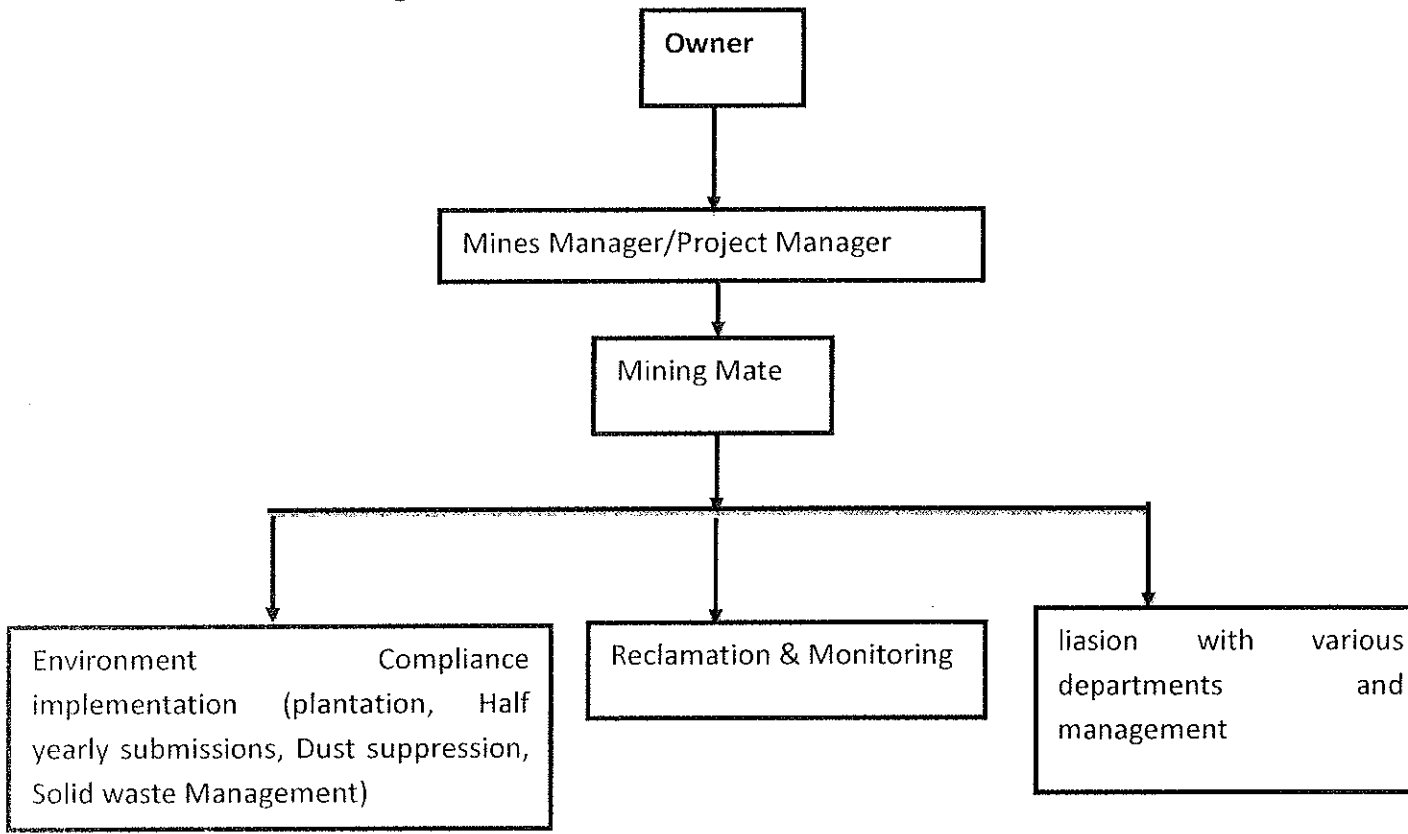 Owner
Mines Manager/Project Manager
Mining Mate
Environment Compliance
implementation (plantation, Half
yearly submissions, Dust suppression,
Solid waste Management)
Reclamation & Monitoring
liasion with various
departments and
management